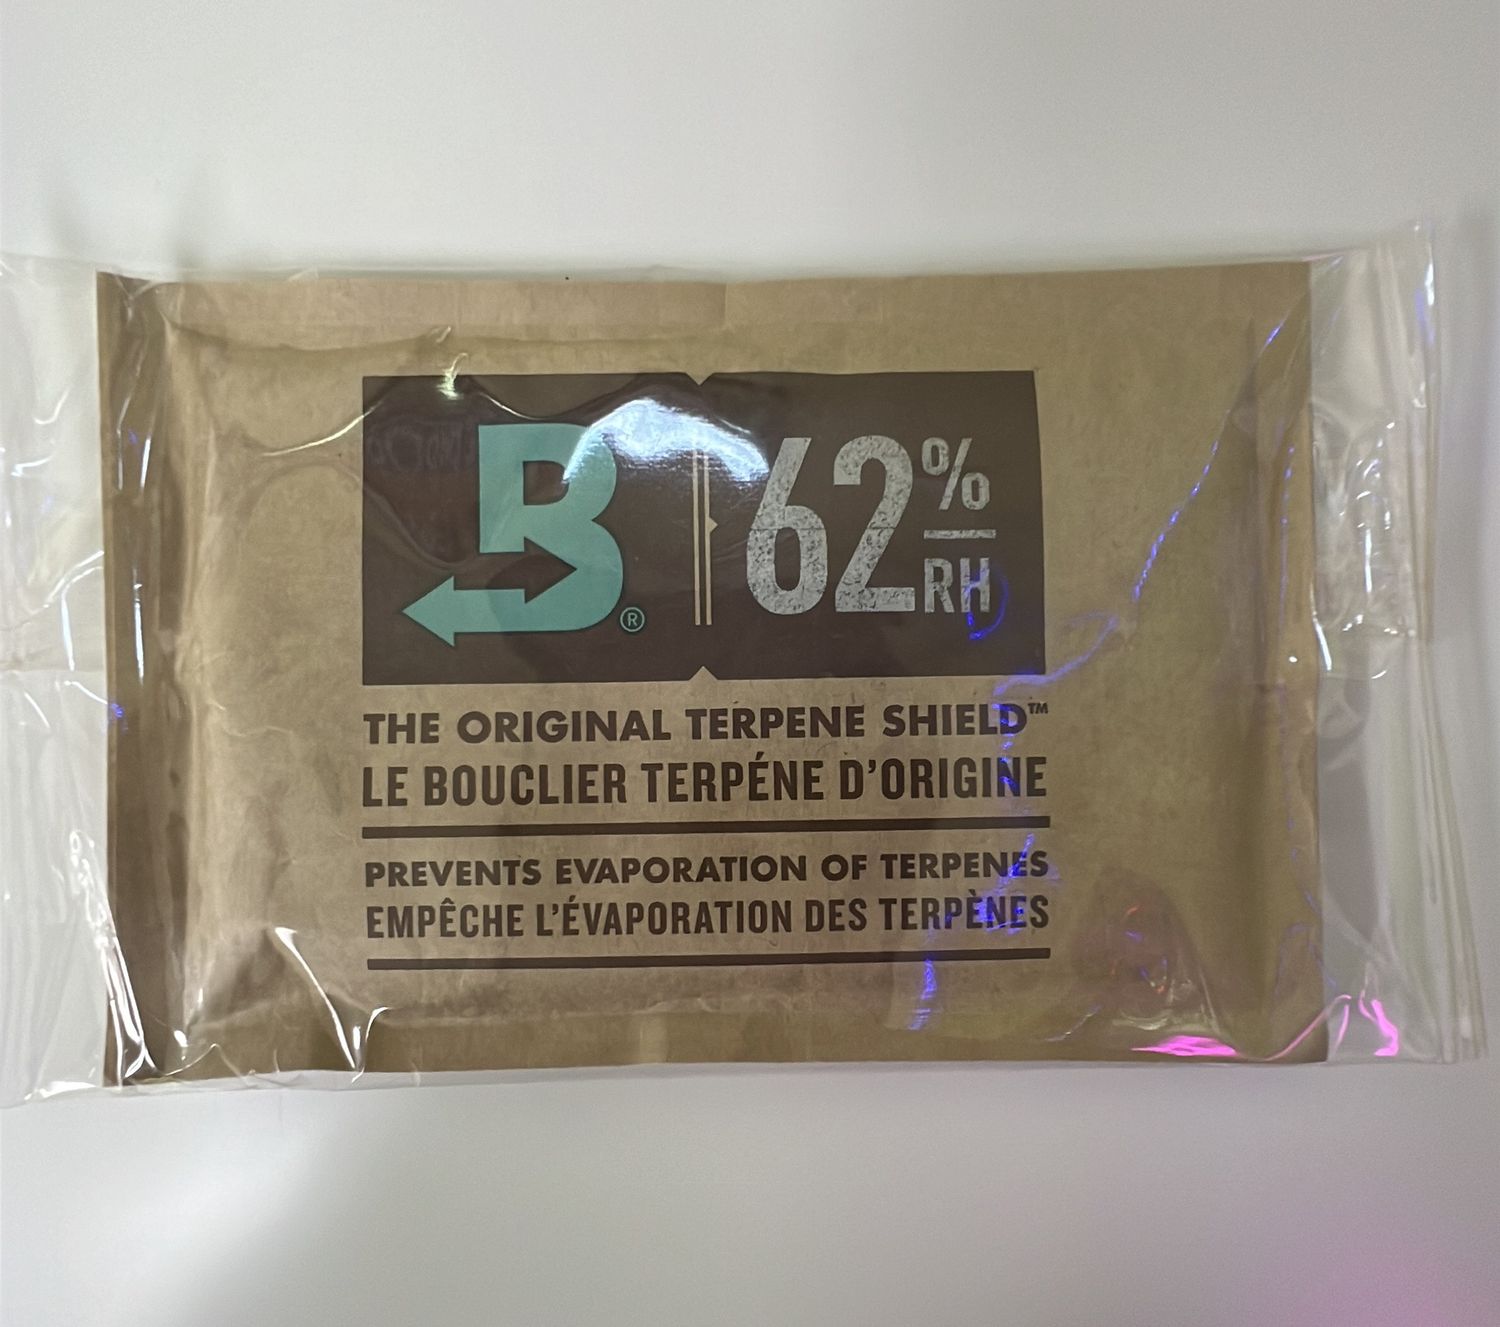 B® 62% RH
THE ORIGINAL TERPENE SHIELD™
LE BOUCLIER TERPÉNE D'ORIGINE
PREVENTS EVAPORATION OF TERPENES
EMPÊCHE L'ÉVAPORATION DES TERPÈNES